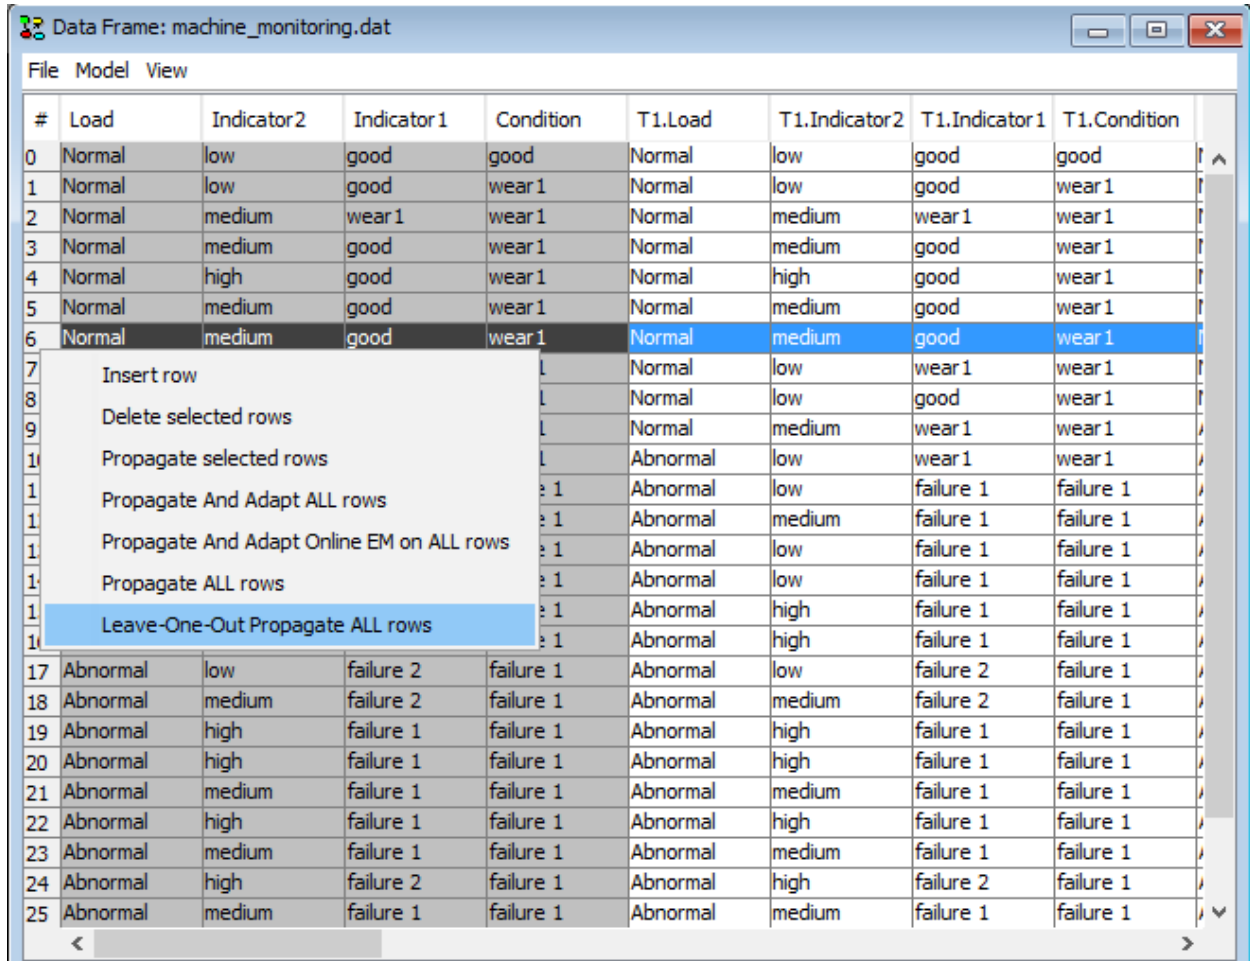 Data Frame: machine_monitoring.dat
File Model View
# Load Indicator2 Indicator1 Condition T1.Load T1.Indicator2 T1.Indicator1 T1.Condition
0 Normal low good good Normal low good good
1 Normal low good wear1 Normal low good wear1
2 Normal medium wear1 wear1 Normal medium wear1 wear1
3 Normal medium good wear1 Normal medium good wear1
4 Normal high good wear1 Normal high good wear1
5 Normal medium good wear1 Normal medium good wear1
6 Normal medium good wear1 Normal medium good wear1
7 Normal low wear1 wear1
8 Normal low good wear1
9 Normal medium wear1 wear1
Abnormal low wear1 wear1
Abnormal low failure 1 failure 1
Abnormal medium failure 1 failure 1
Abnormal low failure 1 failure 1
Abnormal low failure 1 failure 1
Abnormal high failure 1 failure 1
Abnormal high failure 1 failure 1
Insert row
Delete selected rows
Propagate selected rows
Propagate And Adapt ALL rows
Propagate And Adapt Online EM on ALL rows
Propagate ALL rows
Leave-One-Out Propagate ALL rows
17 Abnormal low failure 2 failure 1 Abnormal low failure 2 failure 1
18 Abnormal medium failure 2 failure 1 Abnormal medium failure 2 failure 1
19 Abnormal high failure 1 failure 1 Abnormal high failure 1 failure 1
20 Abnormal high failure 1 failure 1 Abnormal high failure 1 failure 1
21 Abnormal medium failure 1 failure 1 Abnormal medium failure 1 failure 1
22 Abnormal high failure 1 failure 1 Abnormal high failure 1 failure 1
23 Abnormal medium failure 1 failure 1 Abnormal medium failure 1 failure 1
24 Abnormal high failure 2 failure 1 Abnormal high failure 2 failure 1
25 Abnormal medium failure 1 failure 1 Abnormal medium failure 1 failure 1